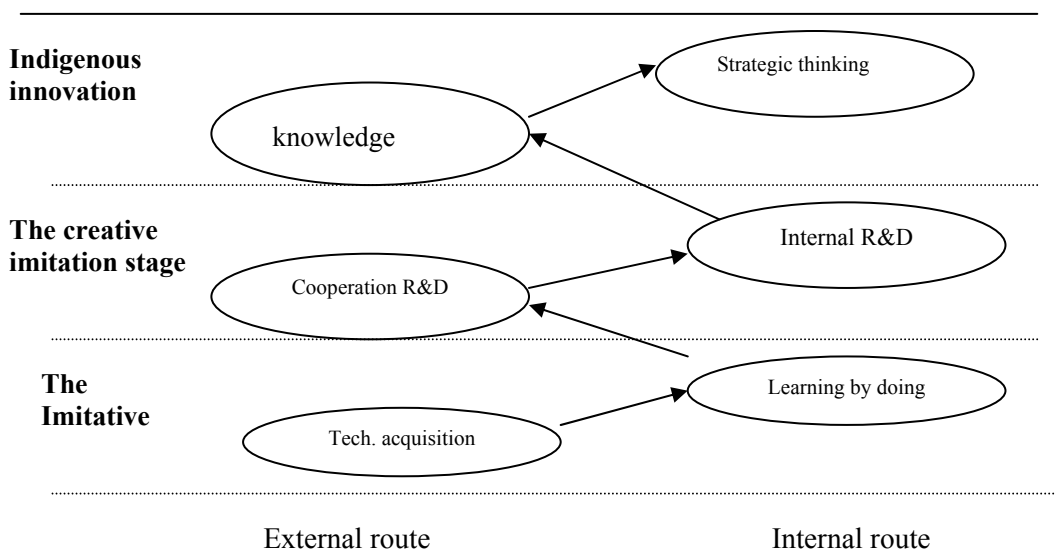 Indigenous
innovation
Strategic thinking
knowledge
The creative
imitation stage
Internal R&D
Cooperation R&D
The
Imitative
Learning by doing
Tech. acquisition
External route
Internal route